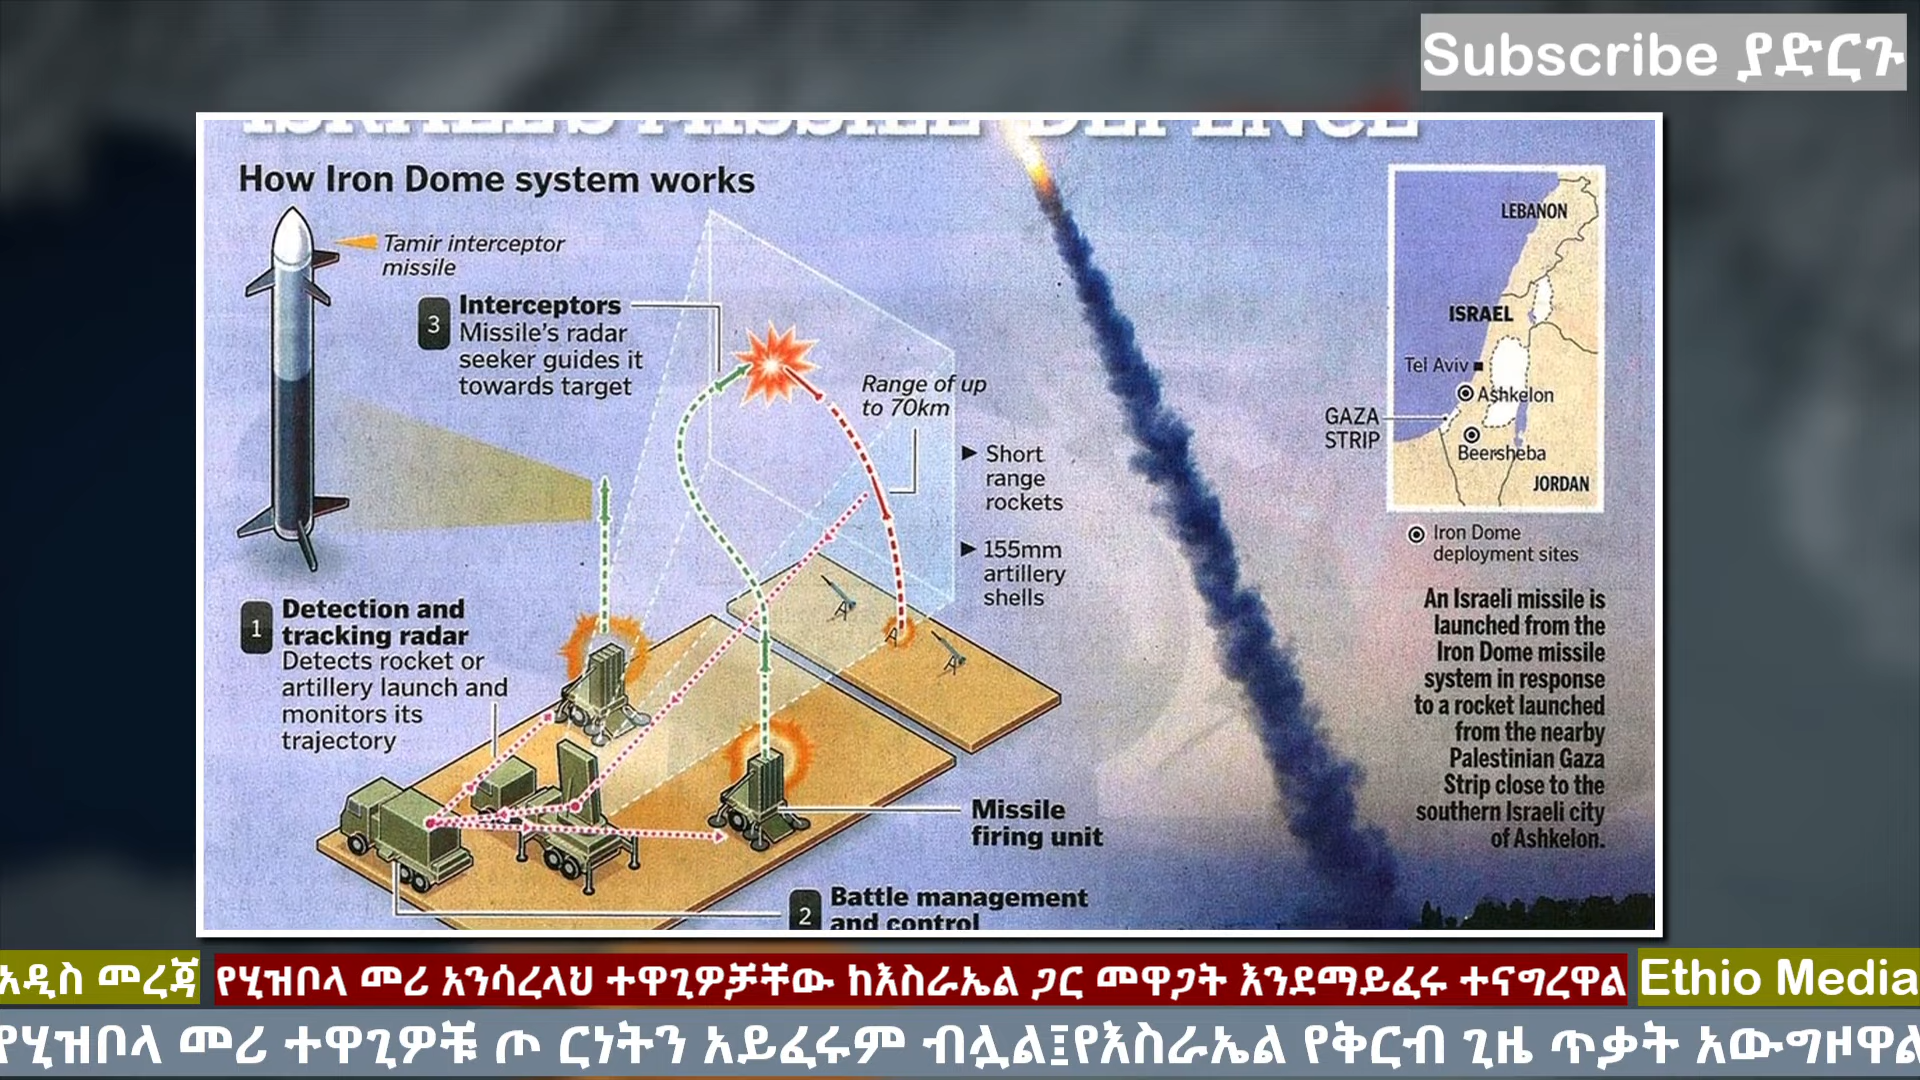 Subscribe ያድርጉ
ISRAEL'S MISSILE DEFENCE
How Iron Dome system works
Tamir interceptor
missile
3
Interceptors
Missile's radar
seeker guides it
towards target
Range of up
to 70km
Short
range
rockets
155mm
artillery
shells
1
Detection and
tracking radar
Detects rocket or
artillery launch and
monitors its
trajectory
Missile
firing unit
2
Battle management
and control
LEBANON
ISRAEL
Tel Aviv
Ashkelon
GAZA
STRIP
Beersheba
JORDAN
Iron Dome
deployment sites
An Israeli missile is
launched from the
Iron Dome missile
system in response
to a rocket launched
from the nearby
Palestinian Gaza
Strip close to the
southern Israeli city
of Ashkelon.
አዲስ መረጃ
የሂዝቦላ መሪ አንሳረላህ ተዋጊዎቻቸው ከእስራኤል ጋር መዋጋት እንደማይፈሩ ተናግረዋል
Ethio Media
የሂዝቦላ መሪ ተዋጊዎቹ ጦ ርነትን አይፈሩም ብሏል፤የእስራኤል የቅርብ ጊዜ ጥቃት አውግዞዋል